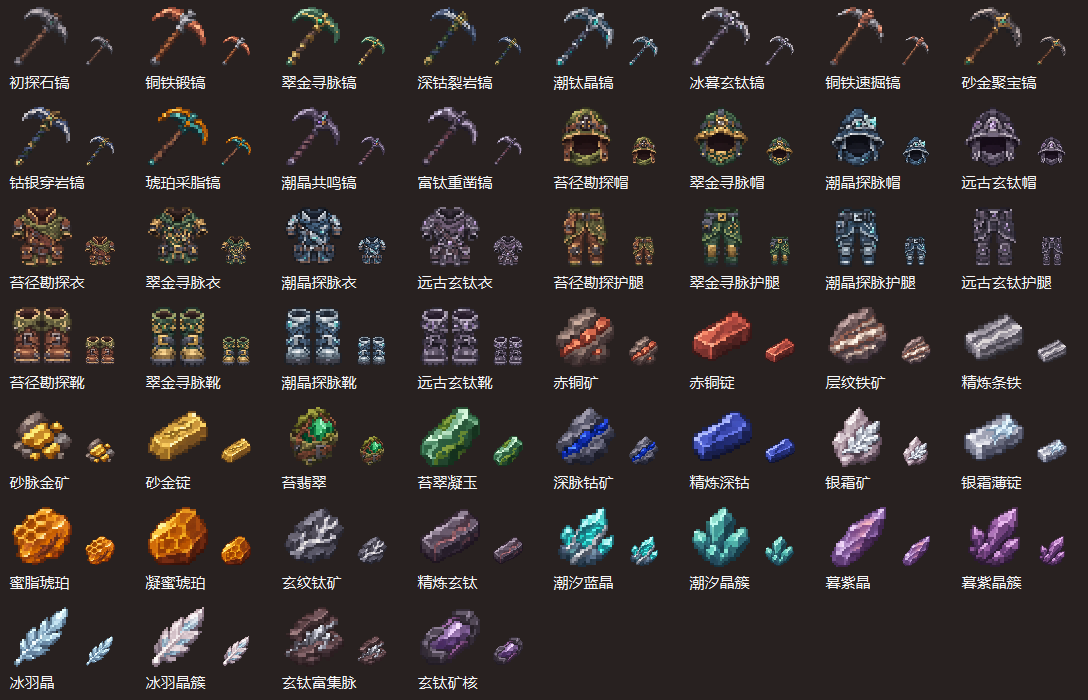 初探石镐 铜铁锻镐 翠金寻脉镐 深钴裂岩镐 潮钛晶镐 冰暮玄钛镐 铜铁速掘镐 砂金聚宝镐
钴银穿岩镐 琥珀采脂镐 潮晶共鸣镐 富钛重凿镐 苔径勘探帽 翠金寻脉帽 潮晶探脉帽 远古玄钛帽
苔径勘探衣 翠金寻脉衣 潮晶探脉衣 远古玄钛衣 苔径勘探护腿 翠金寻脉护腿 潮晶探脉护腿 远古玄钛护腿
苔径勘探靴 翠金寻脉靴 潮晶探脉靴 远古玄钛靴 赤铜矿 赤铜锭 层纹铁矿 精炼条铁
砂脉金矿 砂金锭 苔翡翠 苔翠凝玉 深脉钴矿 精炼深钴 银霜矿 银霜薄锭
蜜脂琥珀 凝蜜琥珀 玄纹钛矿 精炼玄钛 潮汐蓝晶 潮汐晶簇 暮紫晶 暮紫晶簇
冰羽晶 冰羽晶簇 玄钛富集脉 玄钛矿核